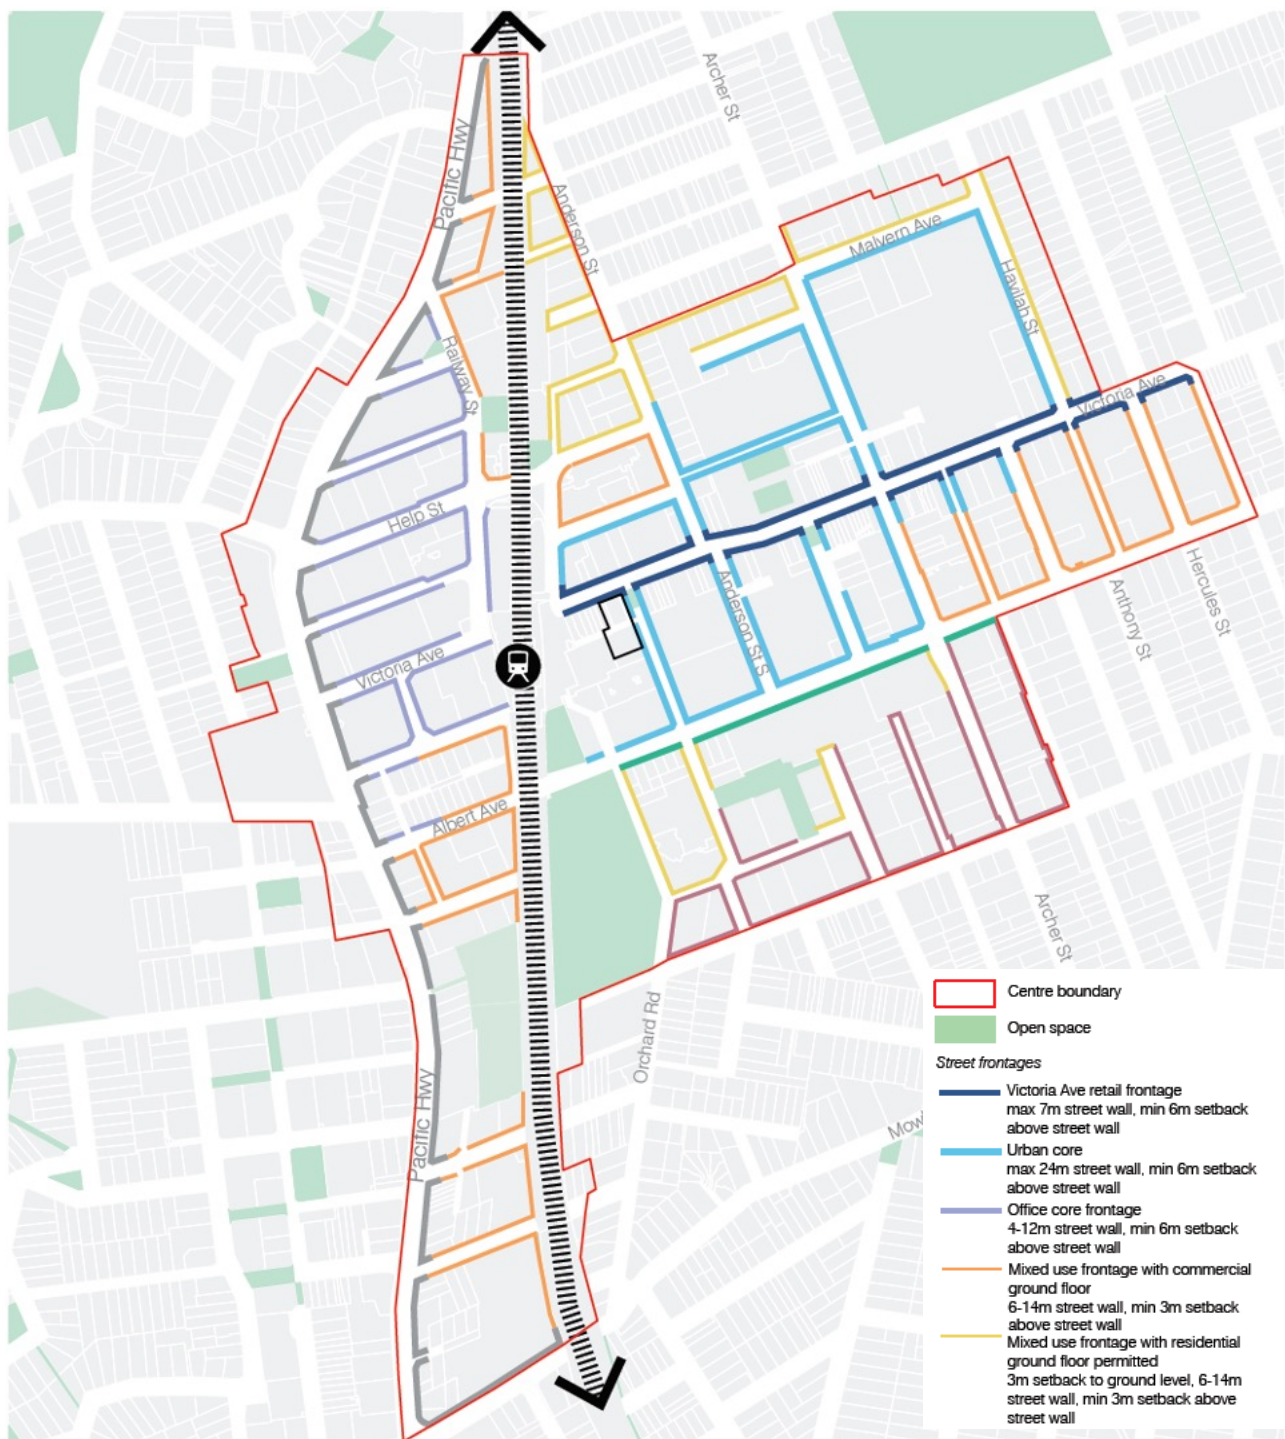 Archer St
Pacific Hwy
Anderson St
Malvern Ave
Havilah St
Railway St
Victoria Ave
Help St
Anderson St S
Hercules St
Anthony St
Victoria Ave
Albert Ave
Archer St
Orchard Rd
Pacific Hwy
Mowl
Centre boundary
Open space
Street frontages
Victoria Ave retail frontage
max 7m street wall, min 6m setback
above street wall
Urban core
max 24m street wall, min 6m setback
above street wall
Office core frontage
4-12m street wall, min 6m setback
above street wall
Mixed use frontage with commercial
ground floor
6-14m street wall, min 3m setback
above street wall
Mixed use frontage with residential
ground floor permitted
3m setback to ground level, 6-14m
street wall, min 3m setback above
street wall